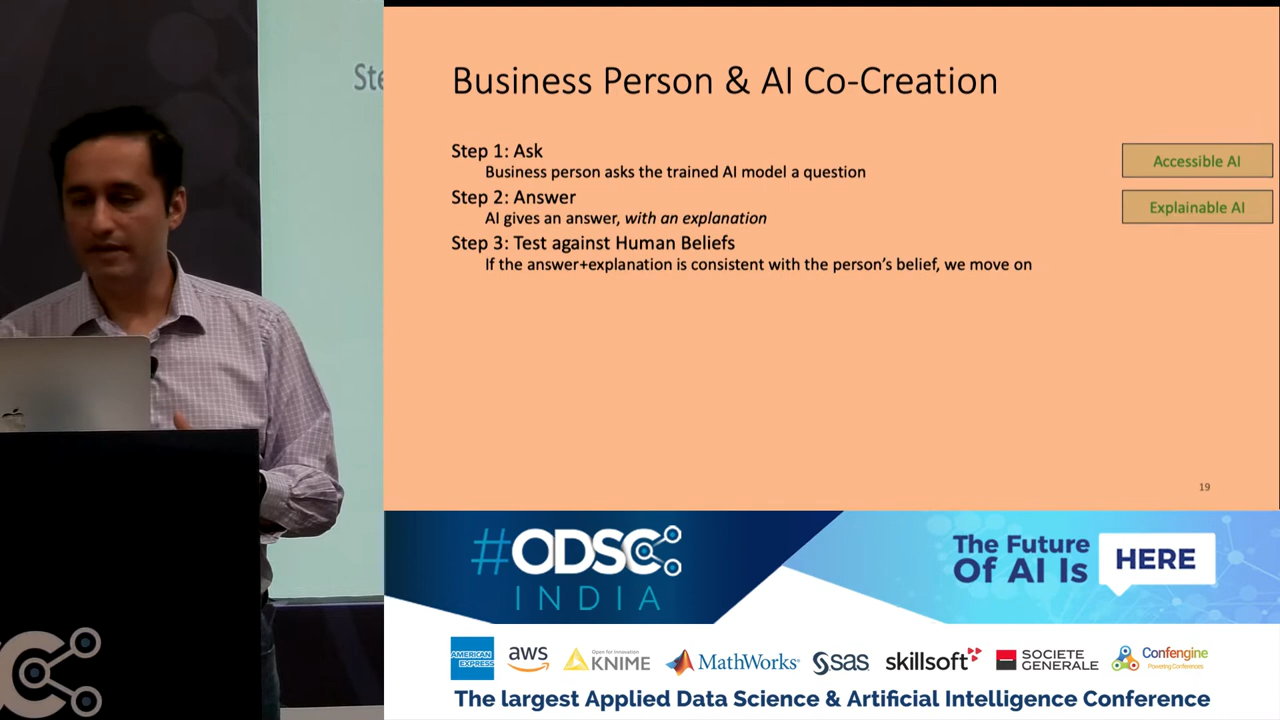 Ste
Business Person & AI Co-Creation
Step 1: Ask
Business person asks the trained AI model a question
Accessible AI
Step 2: Answer
AI gives an answer, with an explanation
Explainable AI
Step 3: Test against Human Beliefs
If the answer+explanation is consistent with the person's belief, we move on
19
#ODSC
INDIA
The Future
Of AI Is
HERE
AMERICAN
EXPRESS
aws
Open for Innovation
KNIME
MathWorks®
sas
skillsoft
SOCIETE
GENERALE
Confengine
Powering Conferences
The largest Applied Data Science & Artificial Intelligence Conference